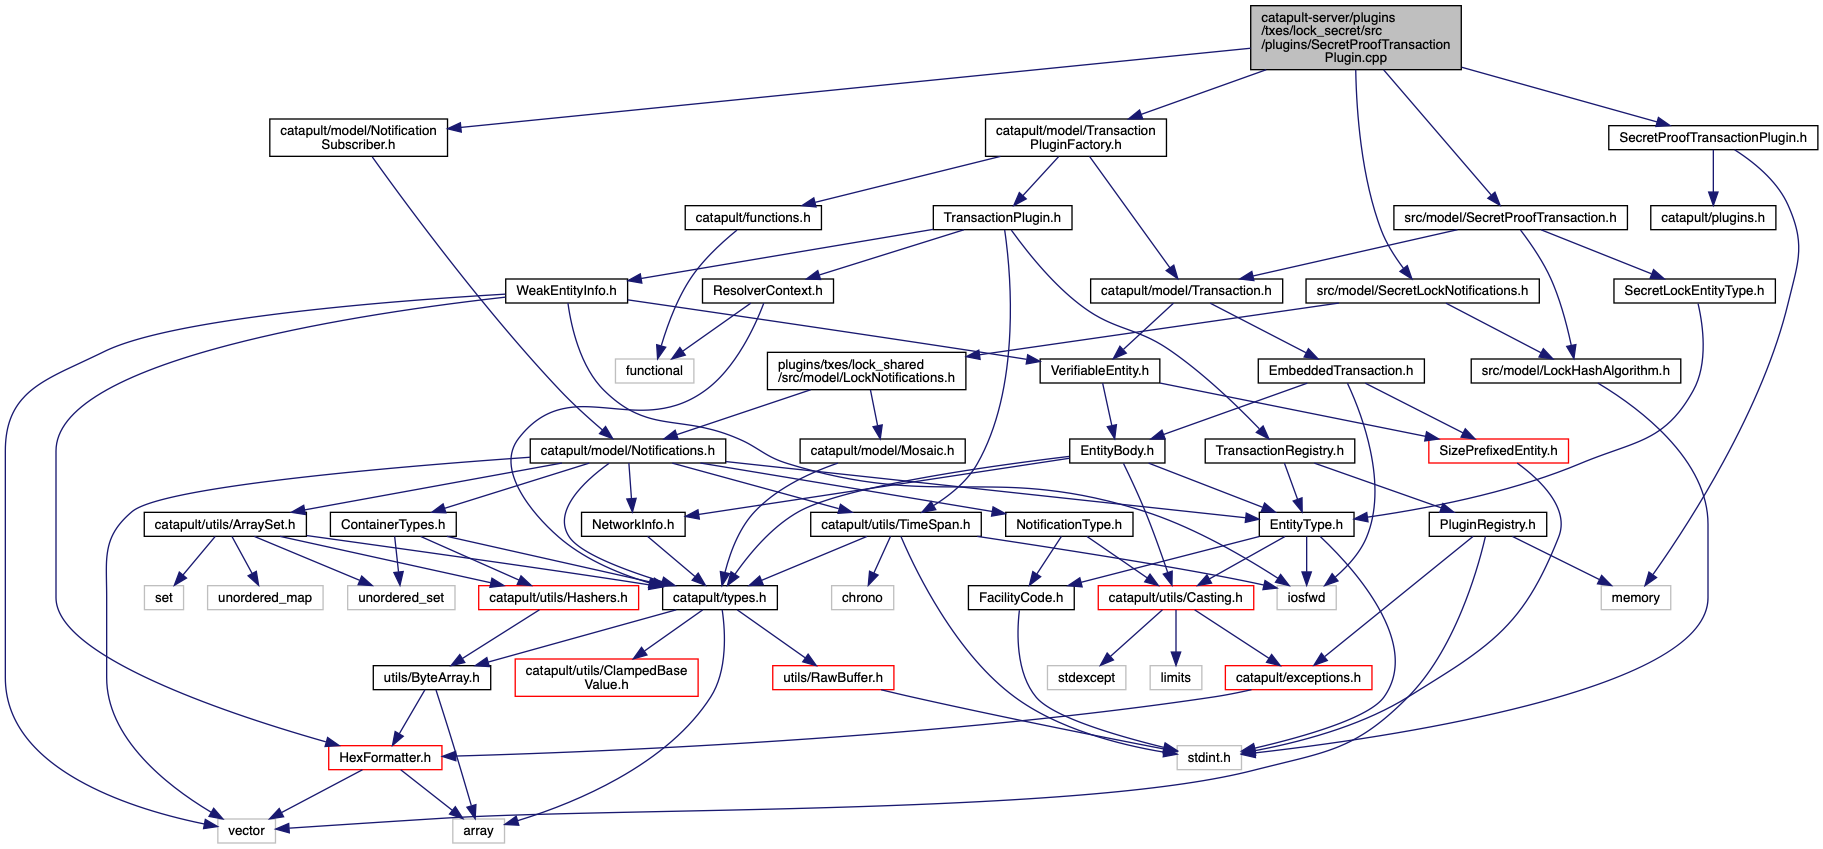 catapult-server/plugins
/txes/lock_secret/src
/plugins/SecretProofTransaction
Plugin.cpp
catapult/model/Notification
Subscriber.h
catapult/model/Transaction
PluginFactory.h
SecretProofTransactionPlugin.h
catapult/functions.h
TransactionPlugin.h
src/model/SecretProofTransaction.h
catapult/plugins.h
WeakEntityInfo.h
ResolverContext.h
catapult/model/Transaction.h
src/model/SecretLockNotifications.h
SecretLockEntityType.h
functional
plugins/txes/lock_shared
/src/model/LockNotifications.h
VerifiableEntity.h
EmbeddedTransaction.h
src/model/LockHashAlgorithm.h
catapult/model/Notifications.h
catapult/model/Mosaic.h
EntityBody.h
TransactionRegistry.h
SizePrefixedEntity.h
catapult/utils/ArraySet.h
ContainerTypes.h
NetworkInfo.h
catapult/utils/TimeSpan.h
NotificationType.h
EntityType.h
PluginRegistry.h
set
unordered_map
unordered_set
catapult/utils/Hashers.h
catapult/types.h
chrono
FacilityCode.h
catapult/utils/Casting.h
iosfwd
memory
utils/ByteArray.h
catapult/utils/ClampedBase
Value.h
utils/RawBuffer.h
stdexcept
limits
catapult/exceptions.h
HexFormatter.h
stdint.h
vector
array